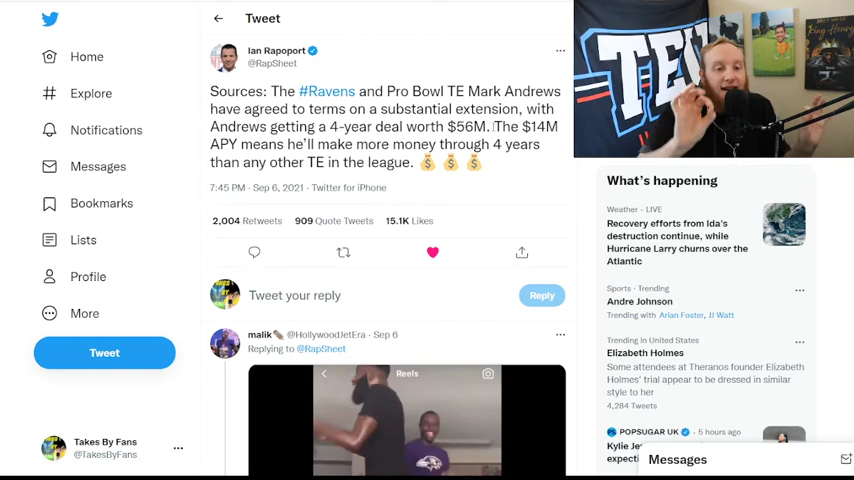 Tweet
Ian Rapoport
@RapSheet
Sources: The #Ravens and Pro Bowl TE Mark Andrews
have agreed to terms on a substantial extension, with
Andrews getting a 4-year deal worth $56M. The $14M
APY means he'll make more money through 4 years
than any other TE in the league. 💰 💰 💰
7:45 PM · Sep 6, 2021 · Twitter for iPhone
2,004 Retweets 909 Quote Tweets 15.1K Likes
Tweet your reply
Reply
malik @HollywoodJetEra · Sep 6
Replying to @RapSheet
Reels
Home
Explore
Notifications
Messages
Bookmarks
Lists
Profile
More
Tweet
Takes By Fans
@TakesByFans
King Henry
What's happening
Weather · LIVE
Recovery efforts from Ida's
destruction continue, while
Hurricane Larry churns over the
Atlantic
Sports · Trending
Andre Johnson
Trending with Arian Foster, JJ Watt
Trending in United States
Elizabeth Holmes
Some attendees at Theranos founder Elizabeth
Holmes' trial appear to be dressed in similar
style to her
4,284 Tweets
POPSUGAR UK · 5 hours ago
Messages